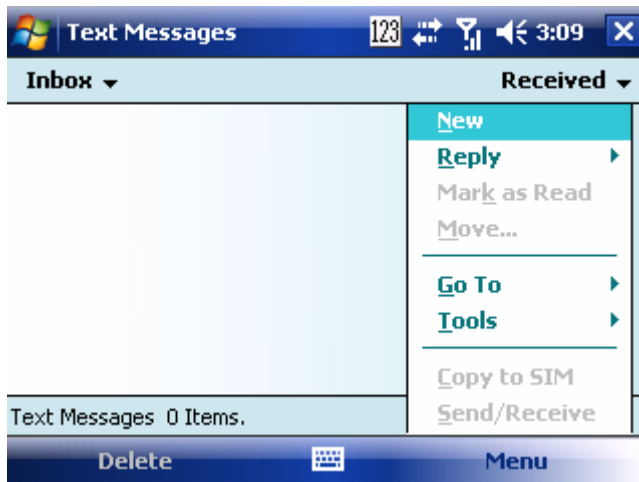 Text Messages 123 3:09
Inbox Received
New
Reply
Mark as Read
Move...
Go To
Tools
Copy to SIM
Send/Receive
Text Messages 0 Items.
Delete Menu